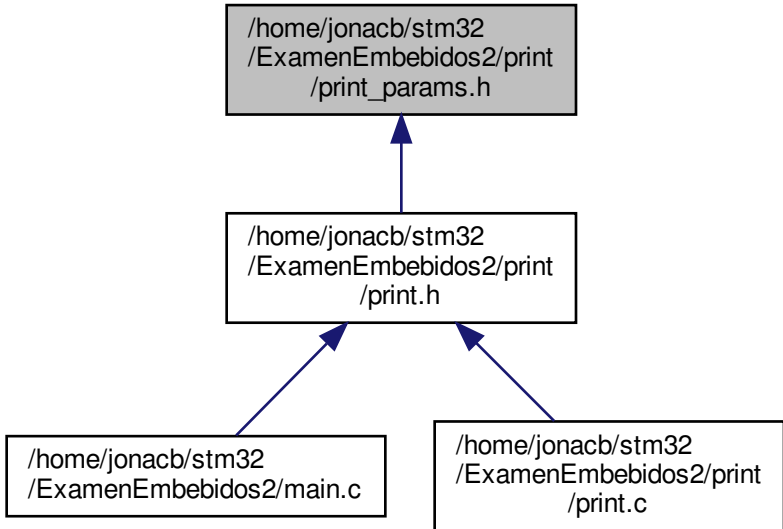 /home/jonacb/stm32
/ExamenEmbebidos2/print
/print_params.h
/home/jonacb/stm32
/ExamenEmbebidos2/print
/print.h
/home/jonacb/stm32
/ExamenEmbebidos2/main.c
/home/jonacb/stm32
/ExamenEmbebidos2/print
/print.c